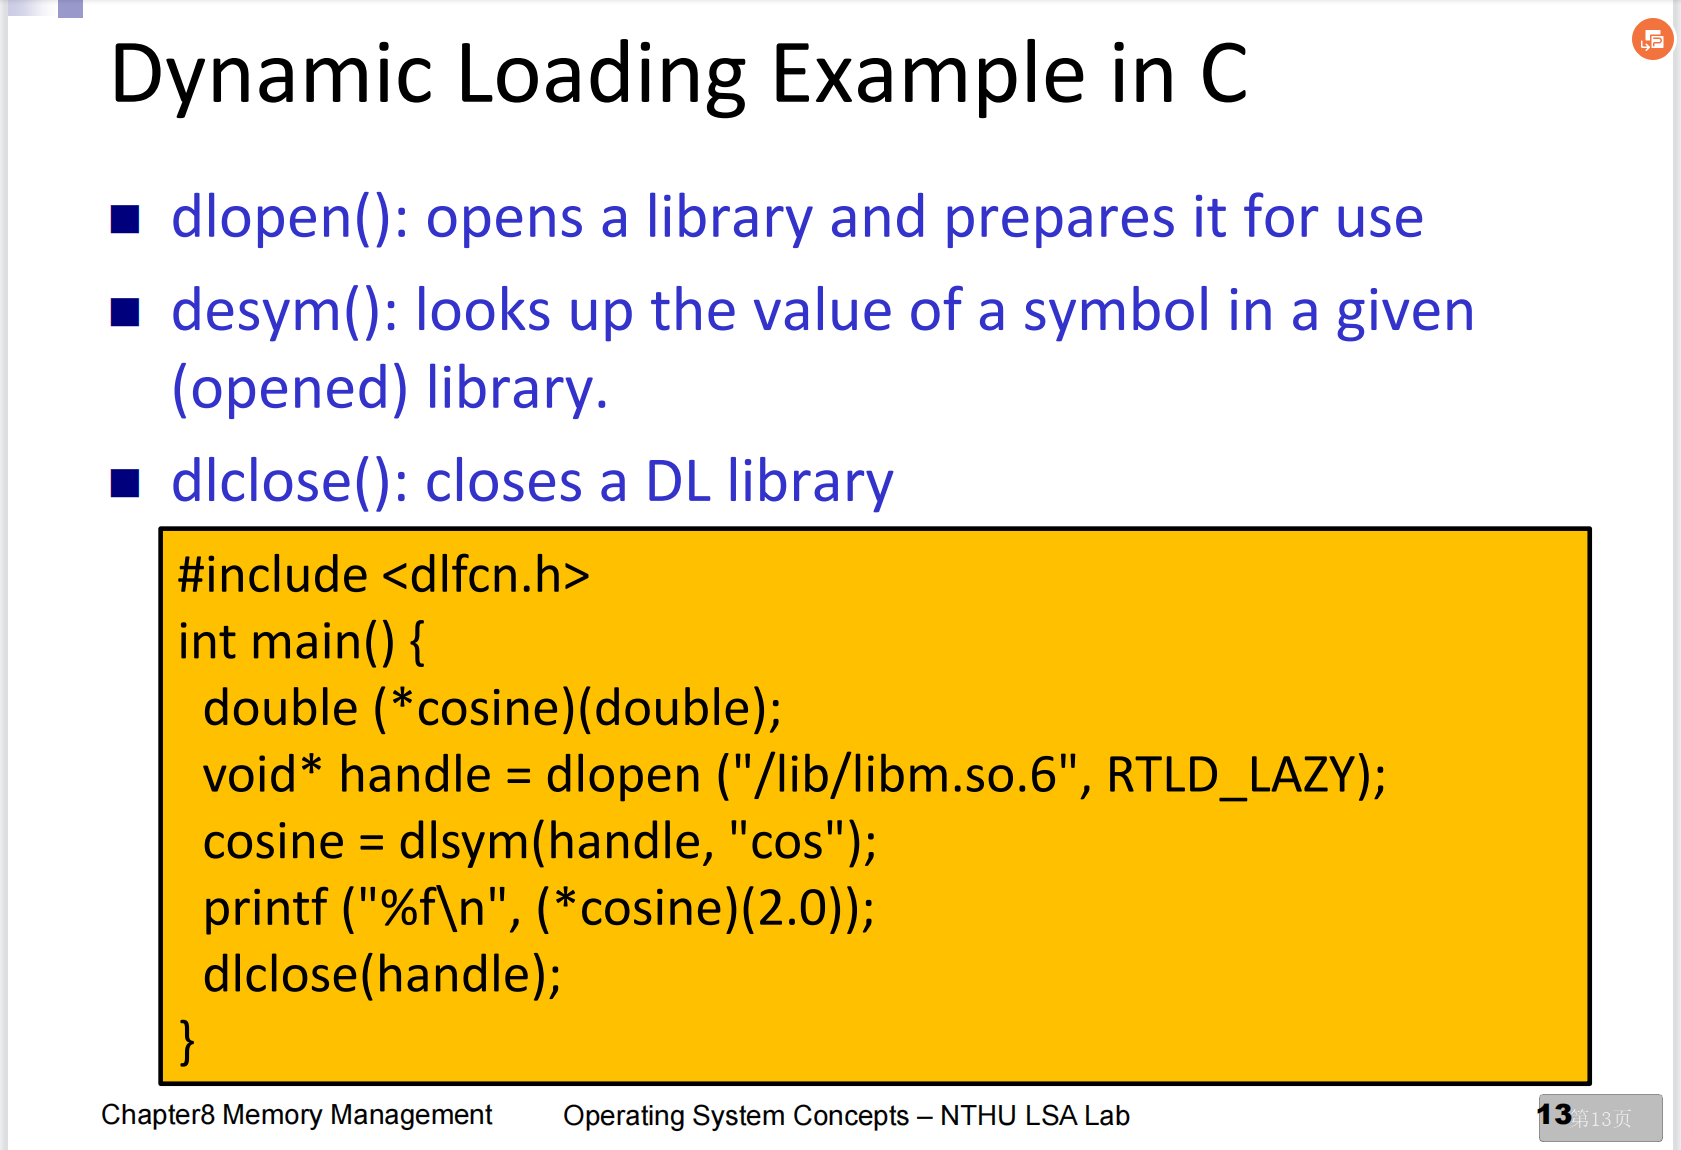 Dynamic Loading Example in C
dlopen(): opens a library and prepares it for use
desym(): looks up the value of a symbol in a given
(opened) library.
dlclose(): closes a DL library
#include <dlfcn.h>
int main() {
double (*cosine)(double);
void* handle = dlopen ("/lib/libm.so.6", RTLD_LAZY);
cosine = dlsym(handle, "cos");
printf ("%f\n", (*cosine)(2.0));
dlclose(handle);
}
Chapter8 Memory Management
Operating System Concepts – NTHU LSA Lab
13
第13页